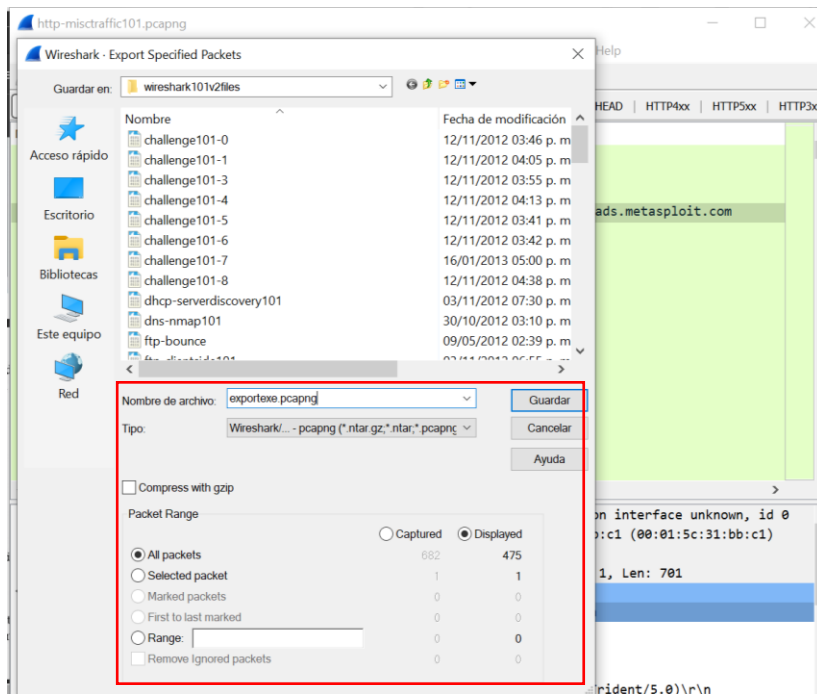 http-misctraffic101.pcapng
Wireshark · Export Specified Packets
Help
Guardar en: wireshark101v2files
HEAD | HTTP4xx | HTTP5xx | HTTP3x
Nombre Fecha de modificación
Acceso rápido
Escritorio
Bibliotecas
Este equipo
Red
challenge101-0 12/11/2012 03:46 p. m
challenge101-1 12/11/2012 04:05 p. m
challenge101-3 12/11/2012 03:55 p. m
challenge101-4 12/11/2012 04:13 p. m
challenge101-5 12/11/2012 03:41 p. m
challenge101-6 12/11/2012 03:42 p. m
challenge101-7 16/01/2013 05:00 p. m
challenge101-8 12/11/2012 04:38 p. m
dhcp-serverdiscovery101 03/11/2012 07:30 p. m
dns-nmap101 30/10/2012 03:10 p. m
ftp-bounce 09/05/2012 02:39 p. m
ads.metasploit.com
Nombre de archivo: exportexe.pcapng Guardar
Tipo: Wireshark/... - pcapng (*.ntar.gz;*.ntar;*.pcapng Cancelar
Ayuda
Compress with gzip
Packet Range
Captured Displayed
All packets 682 475
Selected packet 1 1
Marked packets 0 0
First to last marked 0 0
Range: 0 0
Remove Ignored packets 0 0
on interface unknown, id 0
:c1 (00:01:5c:31:bb:c1)
1, Len: 701
rident/5.0)\r\n